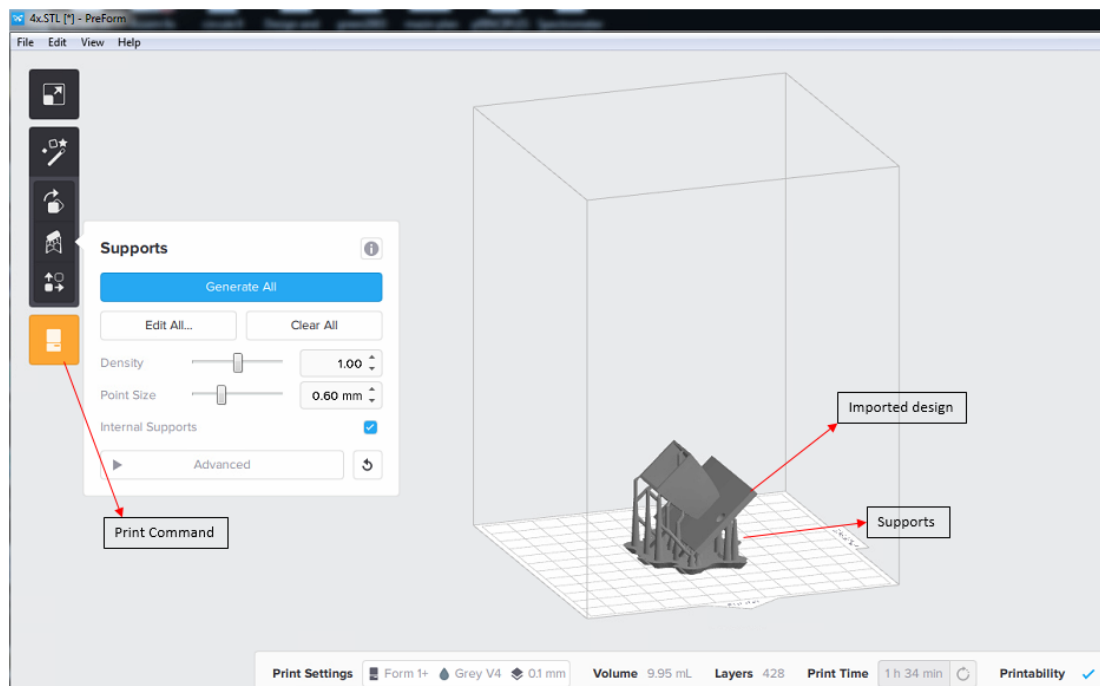 4x.STL [*] - PreForm
File Edit View Help
Supports
Generate All
Edit All...
Clear All
Density
1.00
Point Size
0.60 mm
Internal Supports
Advanced
Print Command
Imported design
Supports
Print Settings Form 1+ Grey V4 0.1 mm Volume 9.95 mL Layers 428 Print Time 1 h 34 min Printability